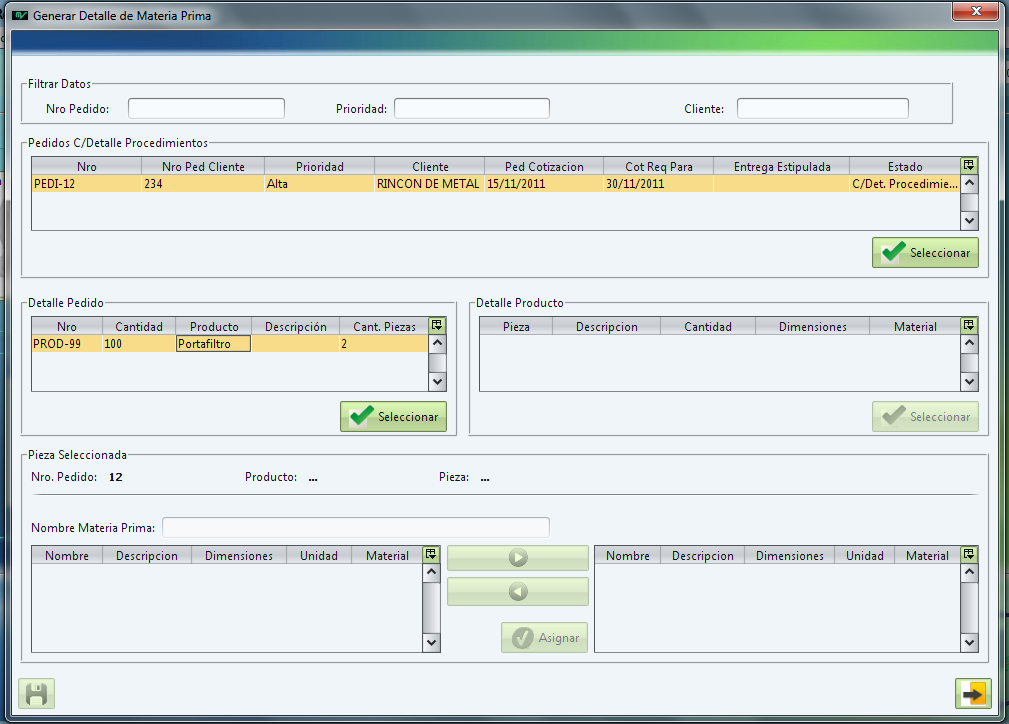 Generar Detalle de Materia Prima
Filtrar Datos
Nro Pedido: Prioridad: Cliente:
Pedidos C/Detalle Procedimientos
Nro Nro Ped Cliente Prioridad Cliente Ped Cotizacion Cot Req Para Entrega Estipulada Estado
PEDI-12 234 Alta RINCON DE METAL 15/11/2011 30/11/2011 C/Det. Procedimie...
Seleccionar
Detalle Pedido
Nro Cantidad Producto Descripción Cant. Piezas
PROD-99 100 Portafiltro 2
Seleccionar
Detalle Producto
Pieza Descripcion Cantidad Dimensiones Material
Seleccionar
Pieza Seleccionada
Nro. Pedido: 12 Producto: ... Pieza: ...
Nombre Materia Prima:
Nombre Descripcion Dimensiones Unidad Material
Asignar
Nombre Descripcion Dimensiones Unidad Material